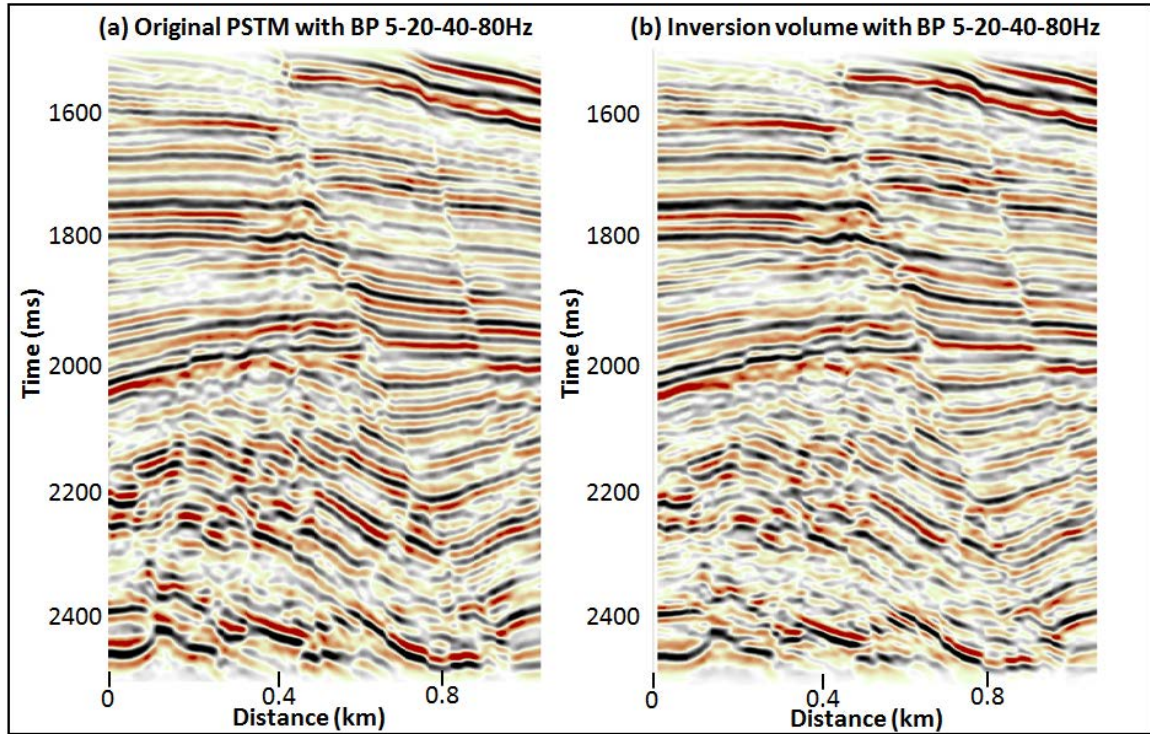 (a) Original PSTM with BP 5-20-40-80Hz
(b) Inversion volume with BP 5-20-40-80Hz
1600
1800
2000
2200
2400
Time (ms)
0
0.4
0.8
Distance (km)
1600
1800
2000
2200
2400
Time (ms)
0
0.4
0.8
Distance (km)